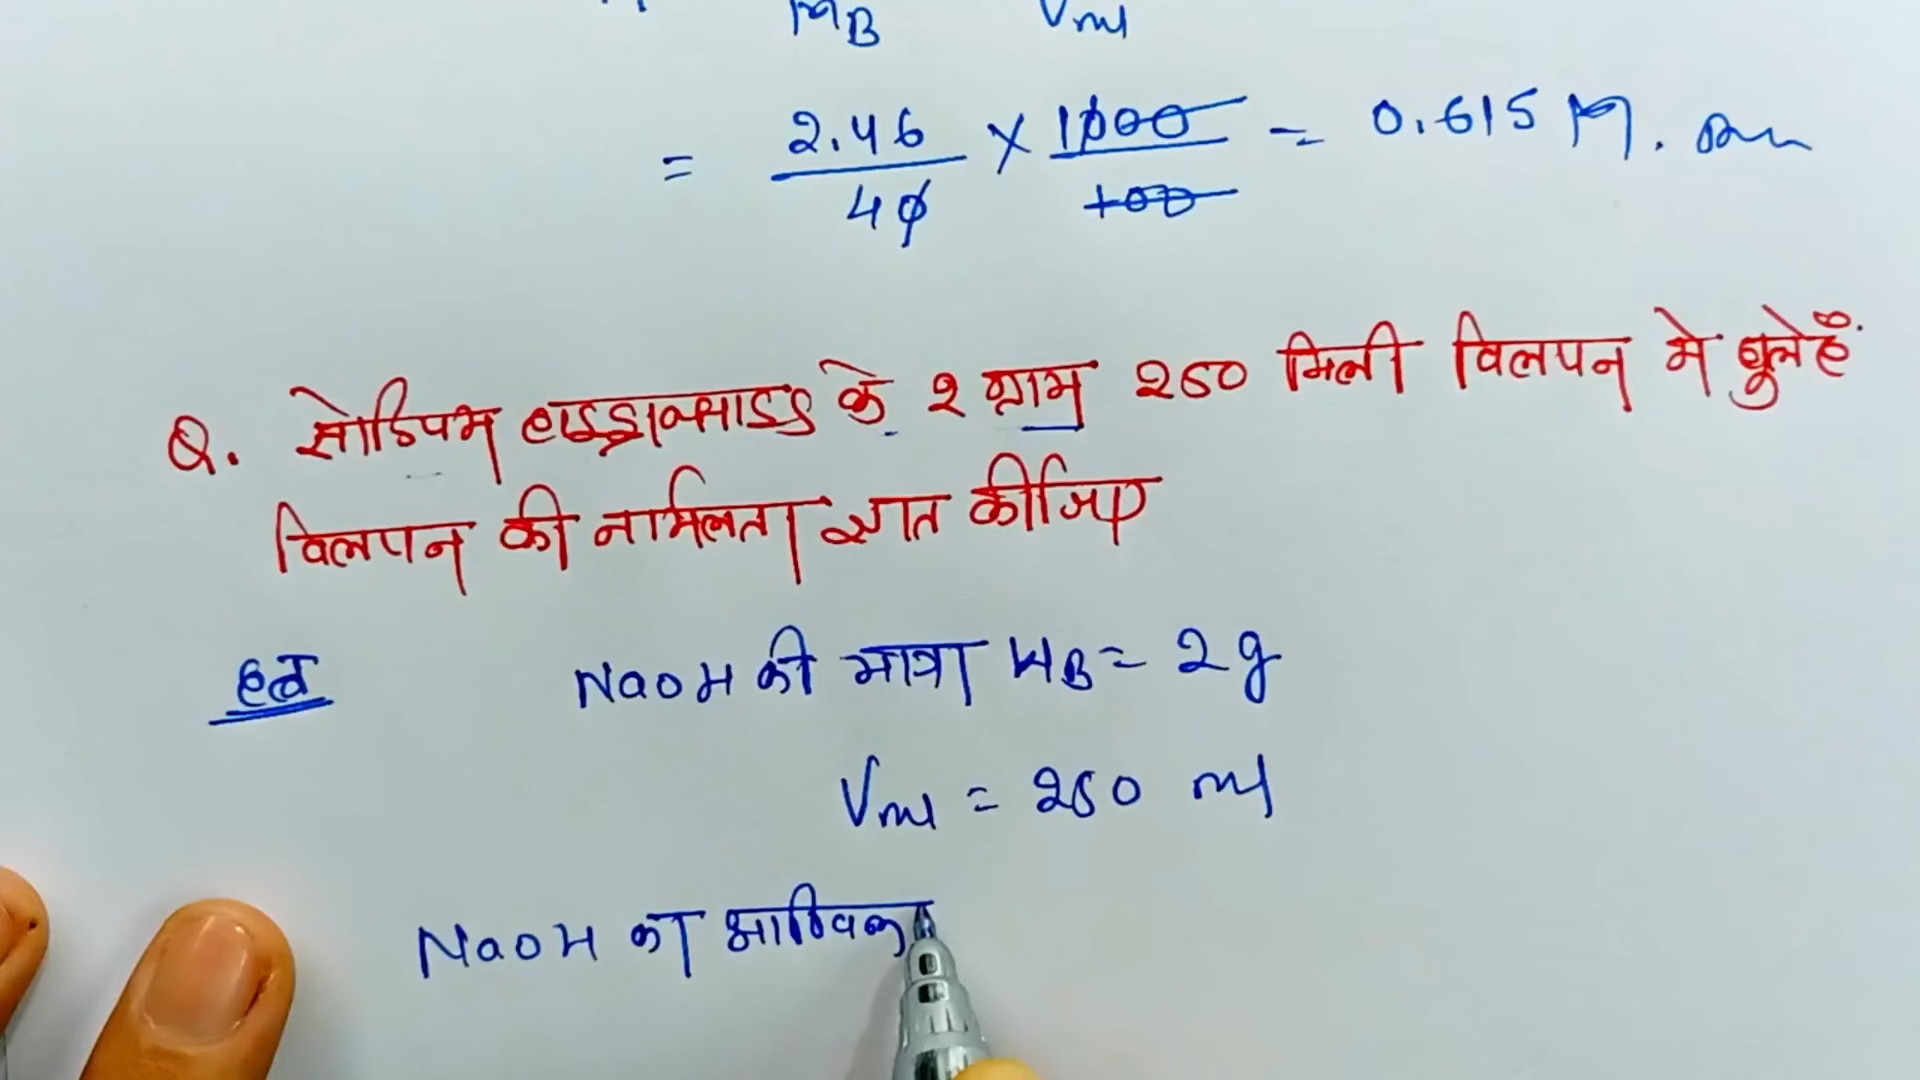 M_B V_ml
= 2.46/40 × 1000/100 = 0.615 M.
Q. सोडियम हाइड्राक्साइड के 2 ग्राम 250 मिली विलयन मे घुले हैं
विलयन की नार्मलता ज्ञात कीजिए
हल NaOH की मात्रा W_B = 2g
V_ml = 250 ml
NaOH का आण्विक